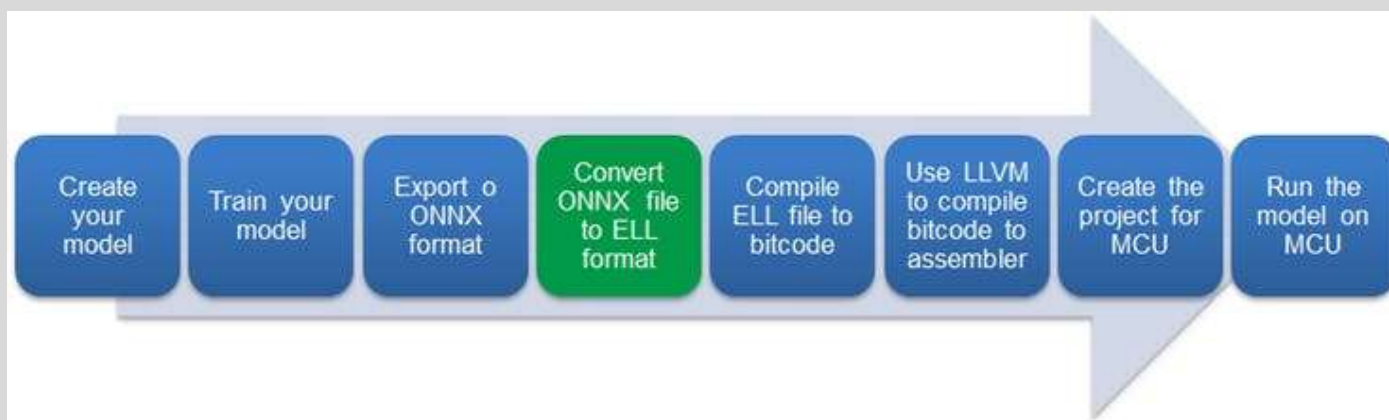 Create
your
model
Train your
model
Export o
ONNX
format
Convert
ONNX file
to ELL
format
Compile
ELL file to
bitcode
Use LLVM
to compile
bitcode to
assembler
Create the
project for
MCU
Run the
model on
MCU